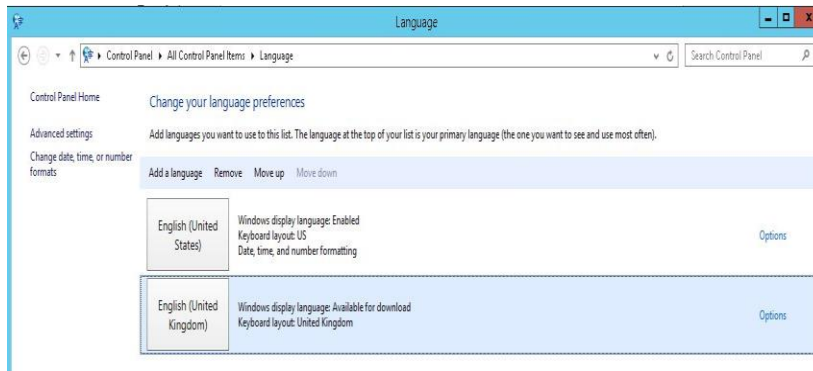 Language
Control Panel ▸ All Control Panel Items ▸ Language
Search Control Panel
Control Panel Home
Advanced settings
Change date, time, or number
formats
Change your language preferences
Add languages you want to use to this list. The language at the top of your list is your primary language (the one you want to see and use most often).
Add a language Remove Move up Move down
English (United
States)
Windows display language: Enabled
Keyboard layout: US
Date, time, and number formatting
Options
English (United
Kingdom)
Windows display language: Available for download
Keyboard layout: United Kingdom
Options